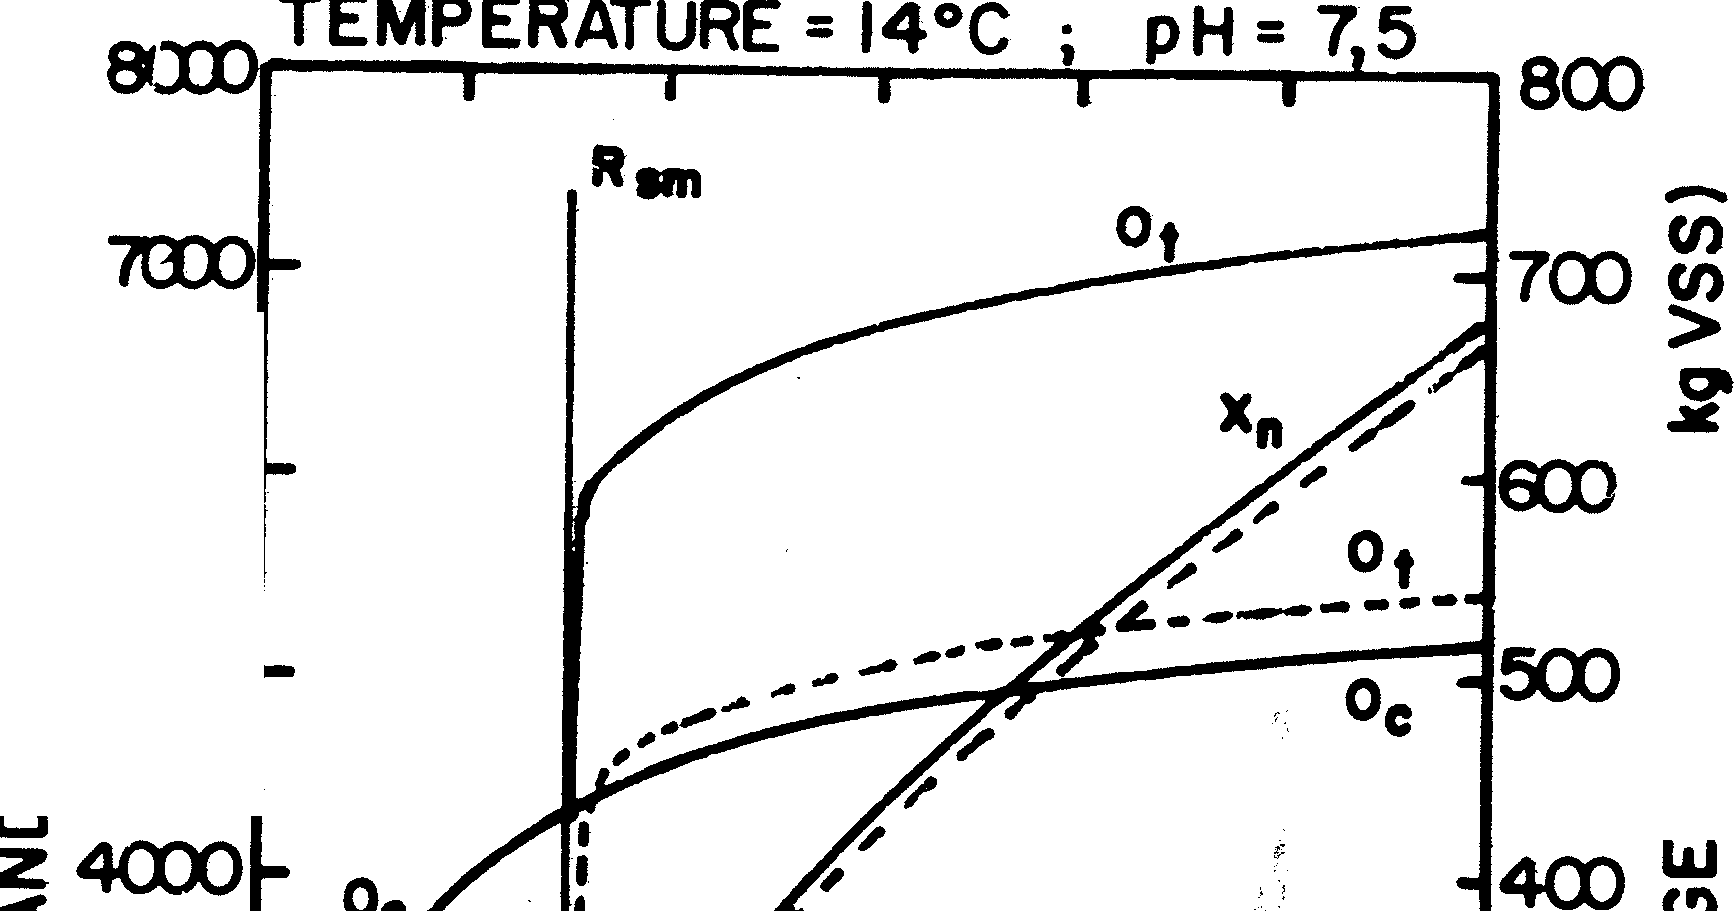 TEMPERATURE = 14°C ; pH = 7,5
8000
800
R sm
O t
7000
700
kg VSS)
X n
600
O t
500
O c
4000
400